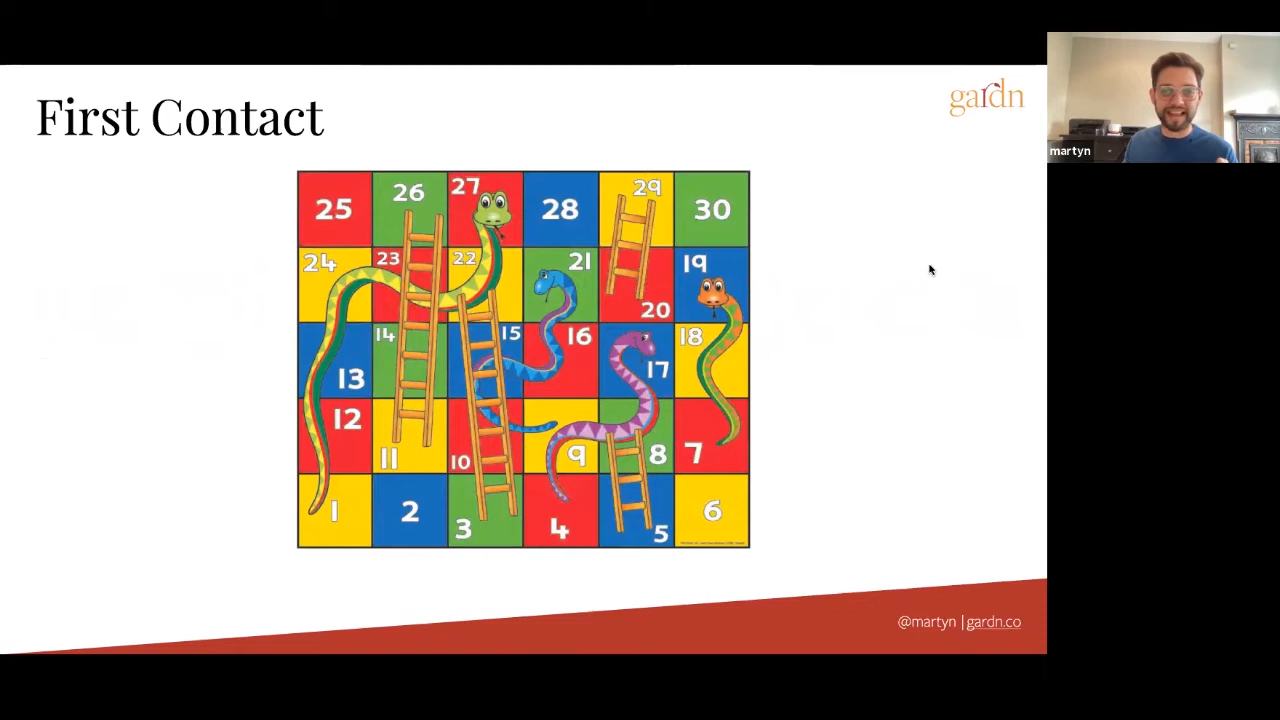 First Contact
gardn
martyn
25 26 27 28 29 30
24 23 22 21 20 19
13 14 15 16 17 18
12 11 10 9 8 7
1 2 3 4 5 6
@martyn | gardn.co